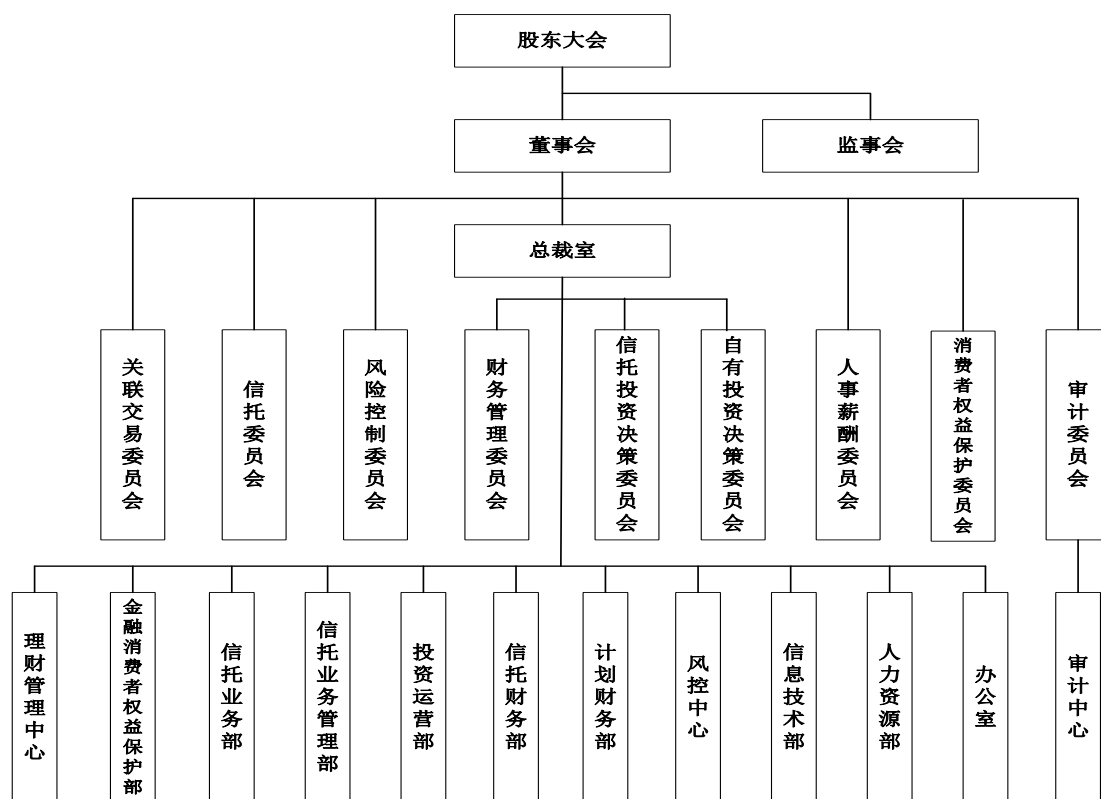 股东大会
董事会
监事会
总裁室
关联交易委员会
信托委员会
风险控制委员会
财务管理委员会
信托投资决策委员会
自有投资决策委员会
人事薪酬委员会
消费者权益保护委员会
审计委员会
理财管理中心
金融消费者权益保护部
信托业务部
信托业务管理部
投资运营部
信托财务部
计划财务部
风控中心
信息技术部
人力资源部
办公室
审计中心